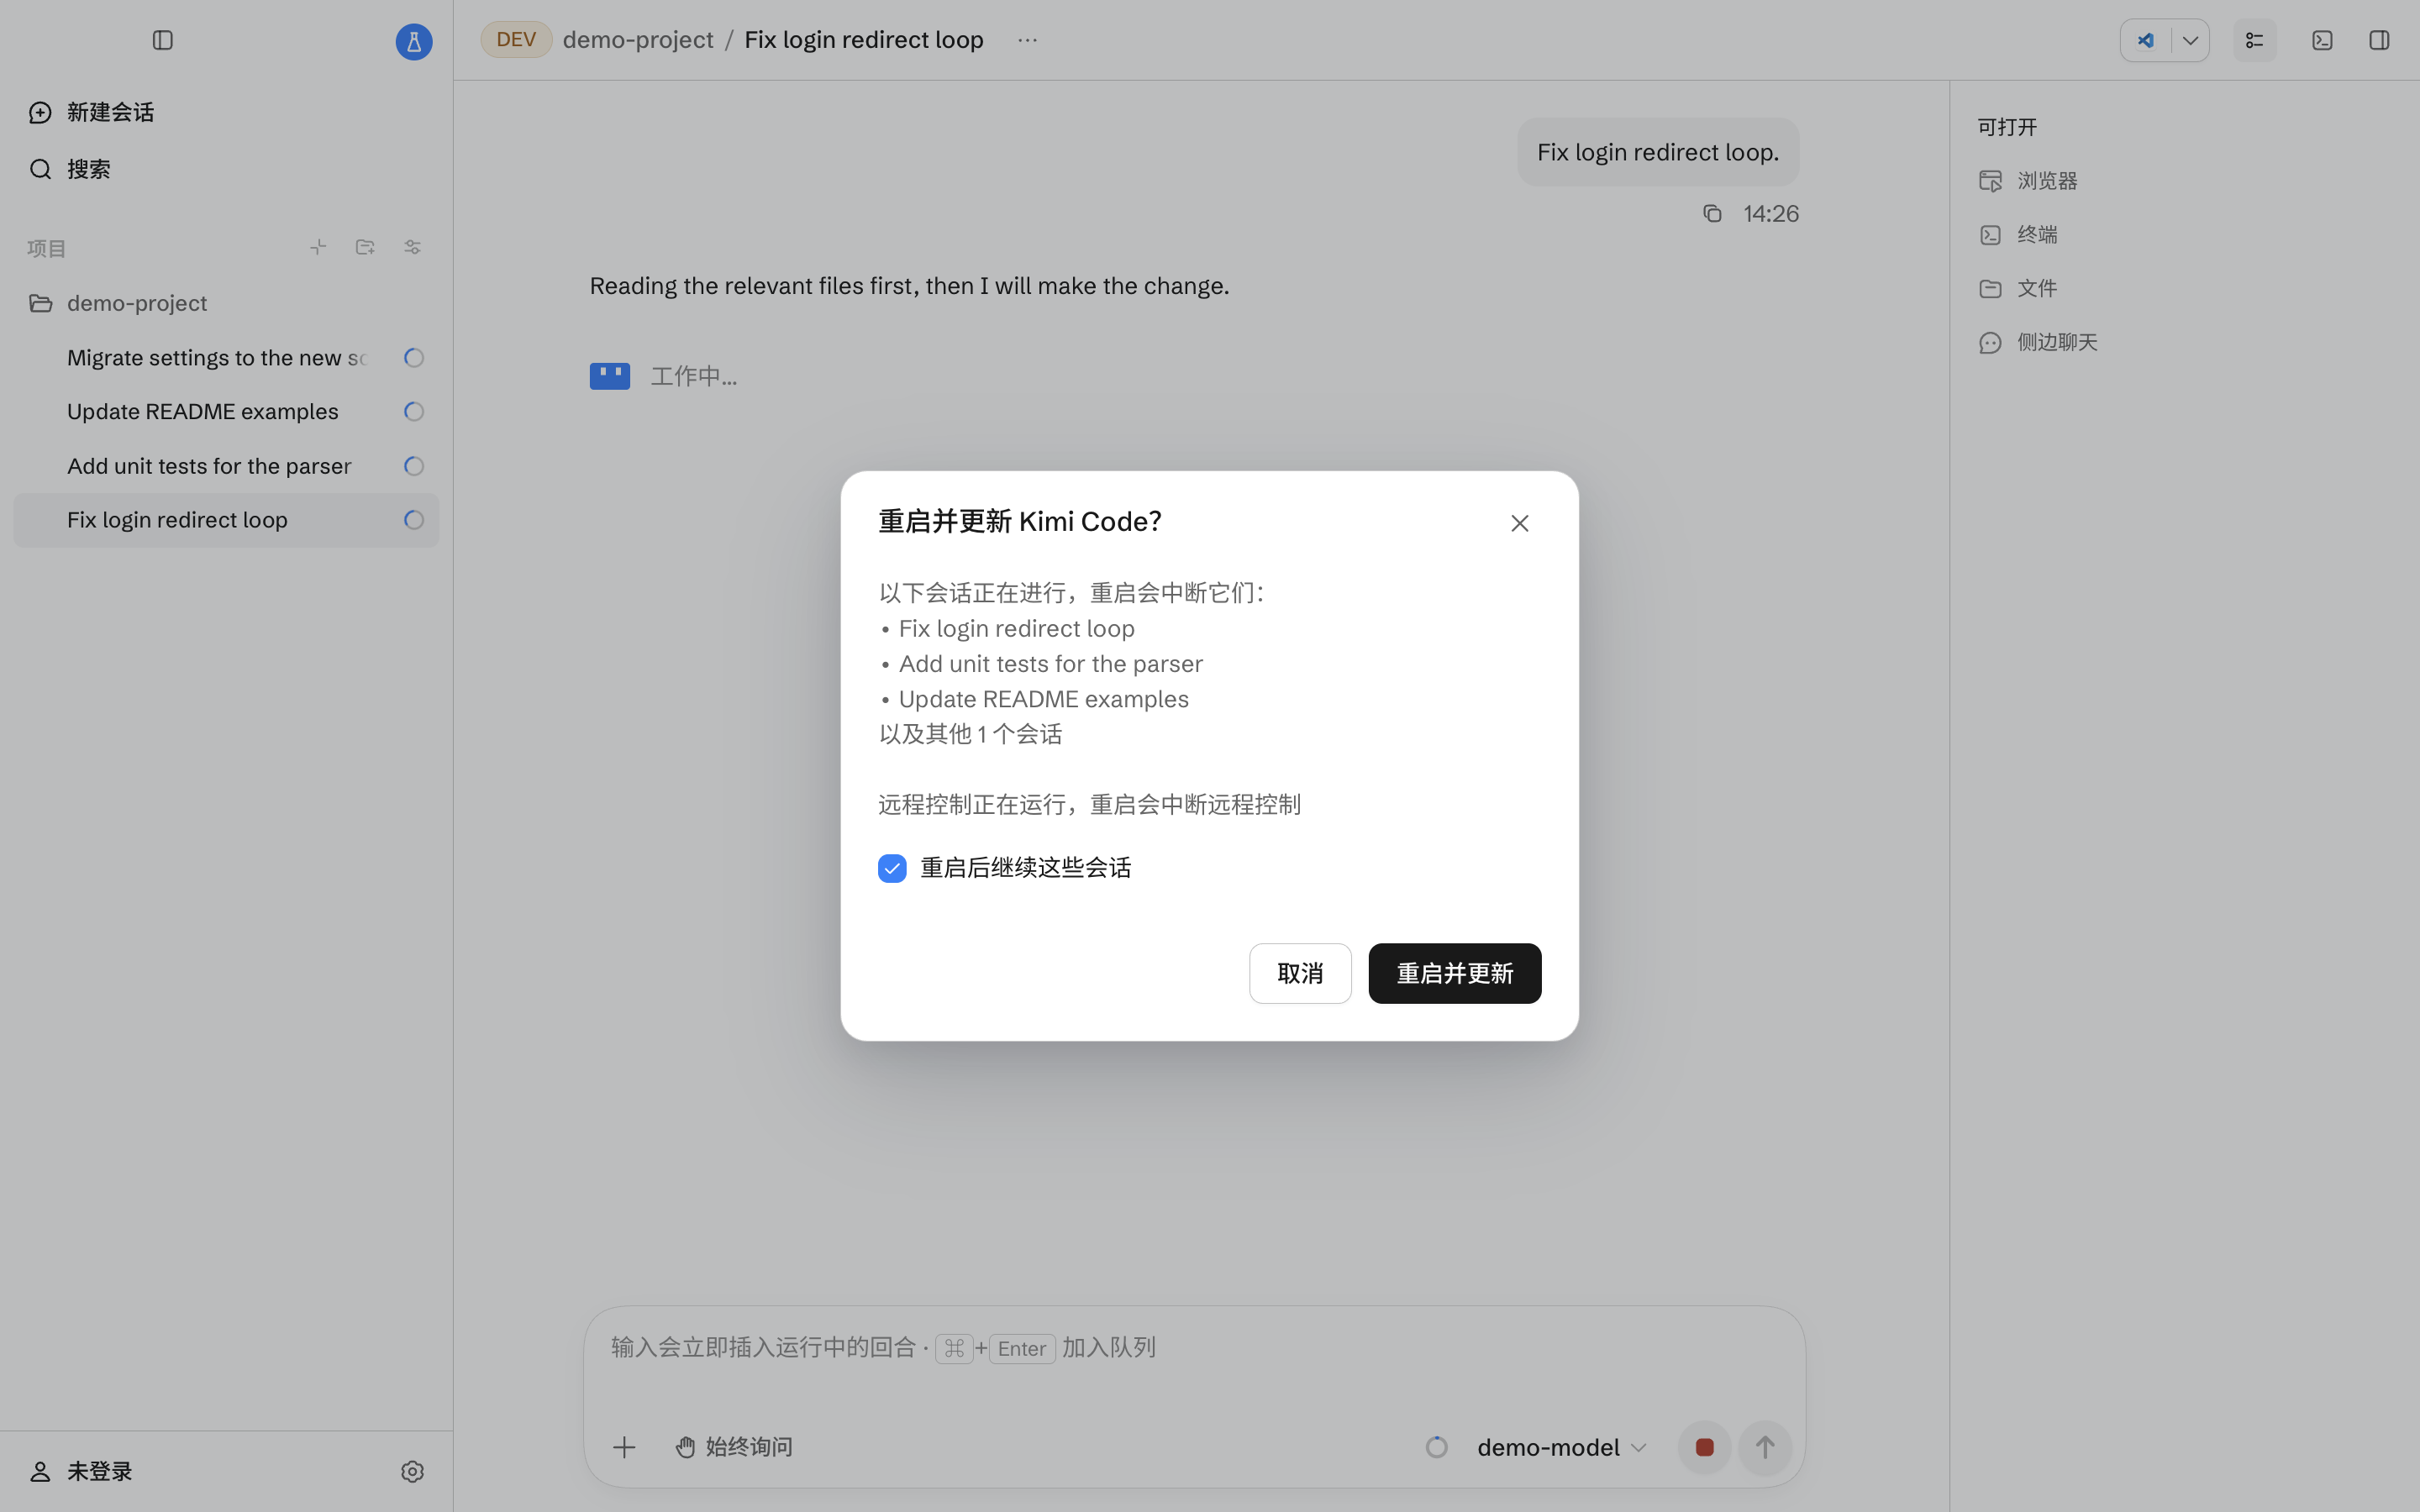 DEV demo-project / Fix login redirect loop
新建会话
搜索
项目
demo-project
Migrate settings to the new
Update README examples
Add unit tests for the parser
Fix login redirect loop
未登录
Fix login redirect loop.
14:26
Reading the relevant files first, then I will make the change.
工作中...
重启并更新 Kimi Code?
以下会话正在进行，重启会中断它们：
• Fix login redirect loop
• Add unit tests for the parser
• Update README examples
以及其他 1 个会话
远程控制正在运行，重启会中断远程控制
重启后继续这些会话
取消
重启并更新
输入会立即插入运行中的回合 · ⌘+Enter 加入队列
始终询问
demo-model
可打开
浏览器
终端
文件
侧边聊天